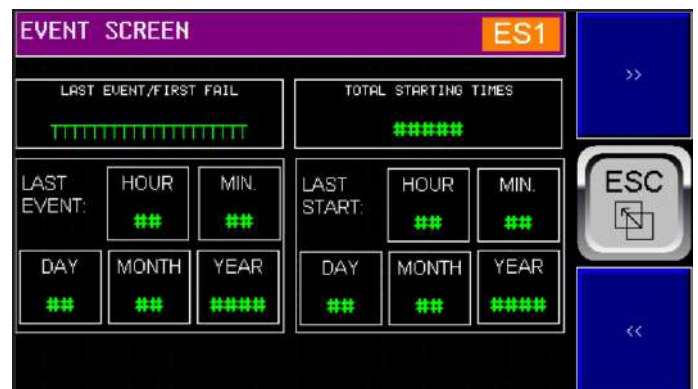 EVENT SCREEN ES1
>>
LAST EVENT/FIRST FAIL
TOTAL STARTING TIMES
TTTTTTTTTTTTTTTTTTTT
#####
LAST EVENT:
HOUR
##
MIN.
##
LAST START:
HOUR
##
MIN.
##
ESC
DAY
##
MONTH
##
YEAR
####
DAY
##
MONTH
##
YEAR
####
<<